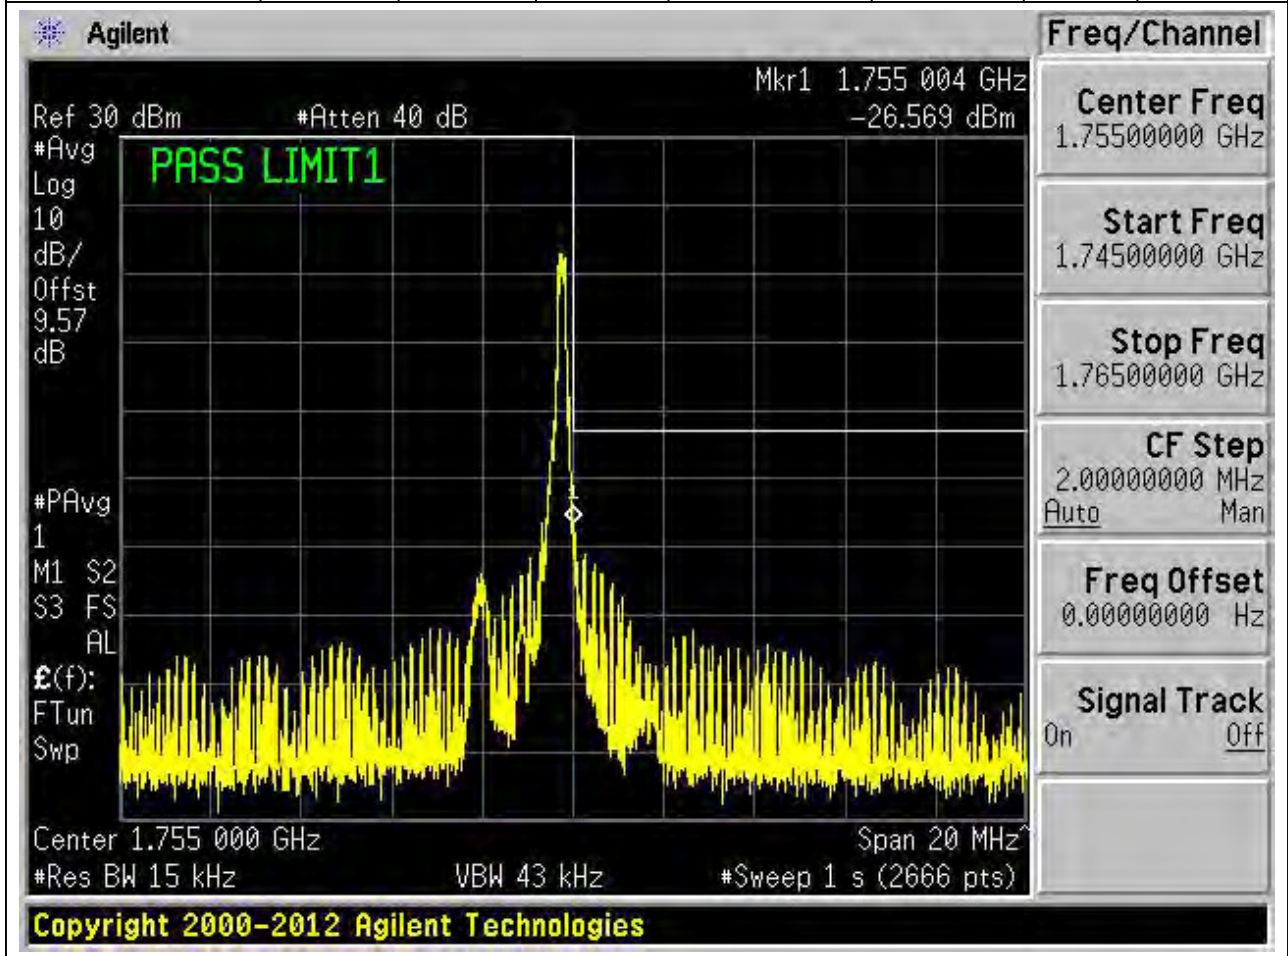 Agilent
Freq/Channel
Mkr1 1.755 004 GHz
Ref 30 dBm #Atten 40 dB -26.569 dBm
#Avg
Log
10
dB/
Offst
9.57
dB
PASS LIMIT1
1
#PAvg
1
M1 S2
S3 FS
AL
£(f):
FTun
Swp
Center 1.755 000 GHz Span 20 MHz^
#Res BW 15 kHz VBW 43 kHz #Sweep 1 s (2666 pts)
Center Freq
1.75500000 GHz
Start Freq
1.74500000 GHz
Stop Freq
1.76500000 GHz
CF Step
2.00000000 MHz
Auto Man
Freq Offset
0.00000000 Hz
Signal Track
On Off
Copyright 2000-2012 Agilent Technologies